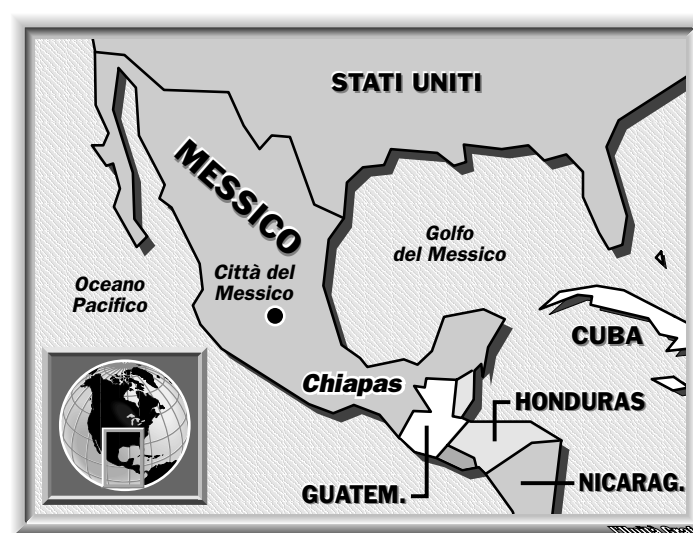 STATI UNITI
MESSICO
Golfo
del Messico
Città del
Messico
Oceano
Pacifico
CUBA
Chiapas
HONDURAS
NICARAG.
GUATEM.